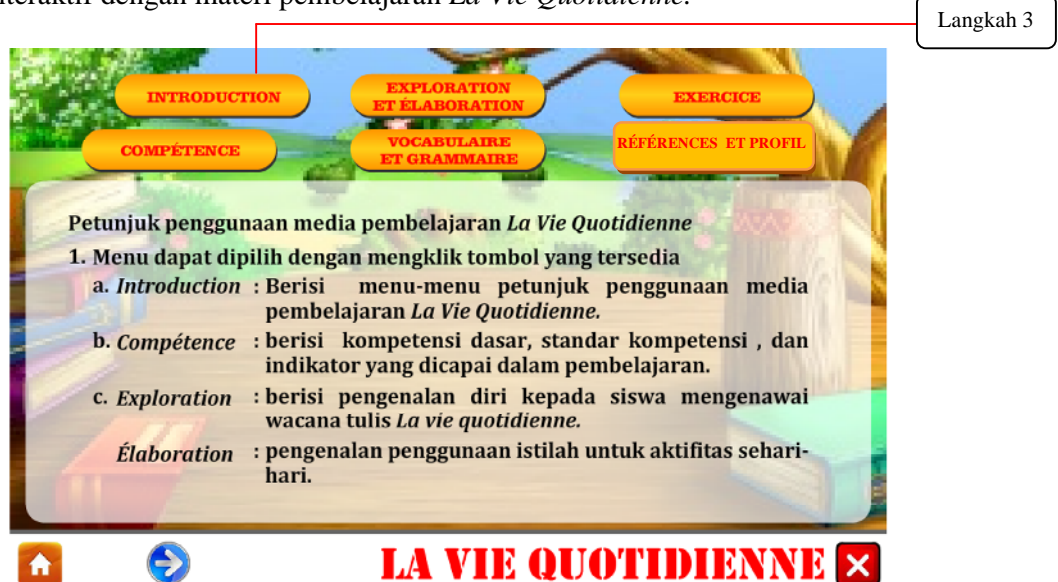 nteraktif dengan materi pembelajaran La Vie Quotidienne.
Langkah 3
INTRODUCTION
EXPLORATION
ET ÉLABORATION
EXERCICE
COMPÉTENCE
VOCABULAIRE
ET GRAMMAIRE
RÉFÉRENCES ET PROFIL
Petunjuk penggunaan media pembelajaran La Vie Quotidienne
1. Menu dapat dipilih dengan mengklik tombol yang tersedia
a. Introduction : Berisi menu-menu petunjuk penggunaan media
pembelajaran La Vie Quotidienne.
b. Compétence : berisi kompetensi dasar, standar kompetensi , dan
indikator yang dicapai dalam pembelajaran.
c. Exploration : berisi pengenalan diri kepada siswa mengenawai
wacana tulis La vie quotidienne.
Élaboration : pengenalan penggunaan istilah untuk aktifitas sehari-
hari.
LA VIE QUOTIDIENNE